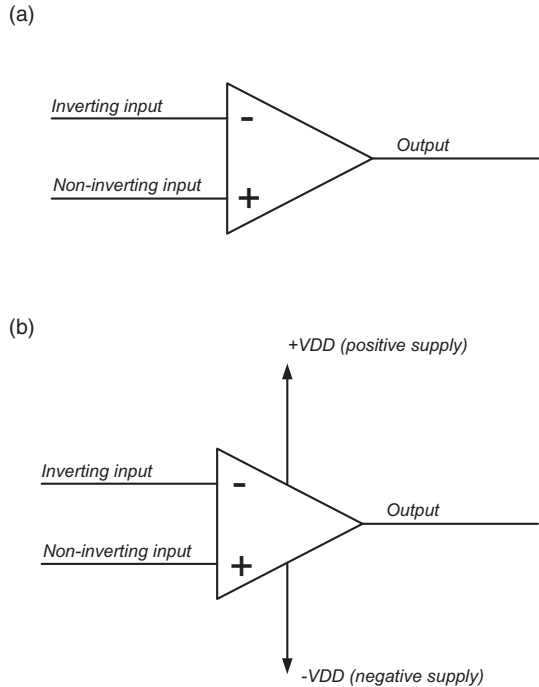 (a)
Inverting input
-
Output
Non-inverting input
+
(b)
+VDD (positive supply)
Inverting input
-
Output
Non-inverting input
+
-VDD (negative supply)